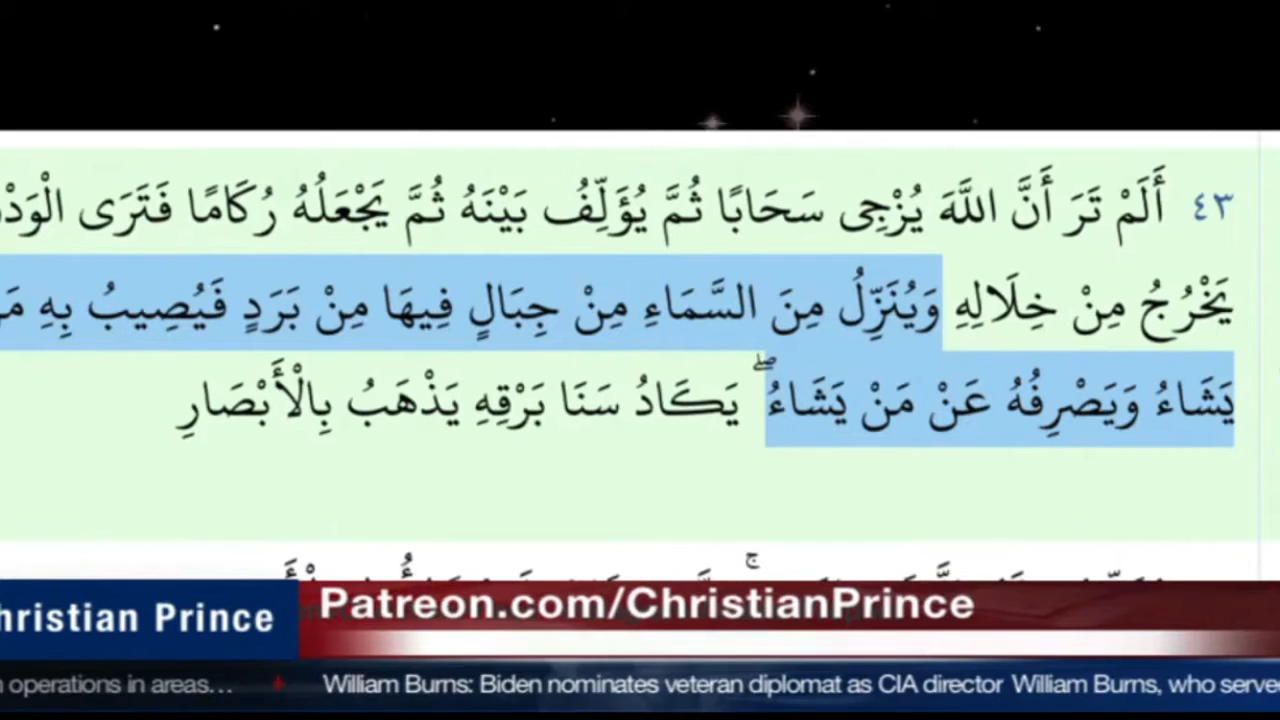 ٤٣ أَلَمْ تَرَ أَنَّ اللَّهَ يُزْجِى سَحَابًا ثُمَّ يُؤَلِّفُ بَيْنَهُ ثُمَّ يَجْعَلُهُ رُكَامًا فَتَرَى
يَخْرُجُ مِنْ خِلَالِهِ وَيُنَزِّلُ مِنَ السَّمَاءِ مِنْ جِبَالٍ فِيهَا مِنْ بَرَدٍ فَيُصِيبُ بِهِ
يَشَاءُ وَيَصْرِفُهُ عَنْ مَنْ يَشَاءُ ۖ يَكَادُ سَنَا بَرْقِهِ يَذْهَبُ بِالْأَبْصَارِ
hristian Prince
Patreon.com/ChristianPrince
operations in areas... William Burns: Biden nominates veteran diplomat as CIA director William Burns, who serve